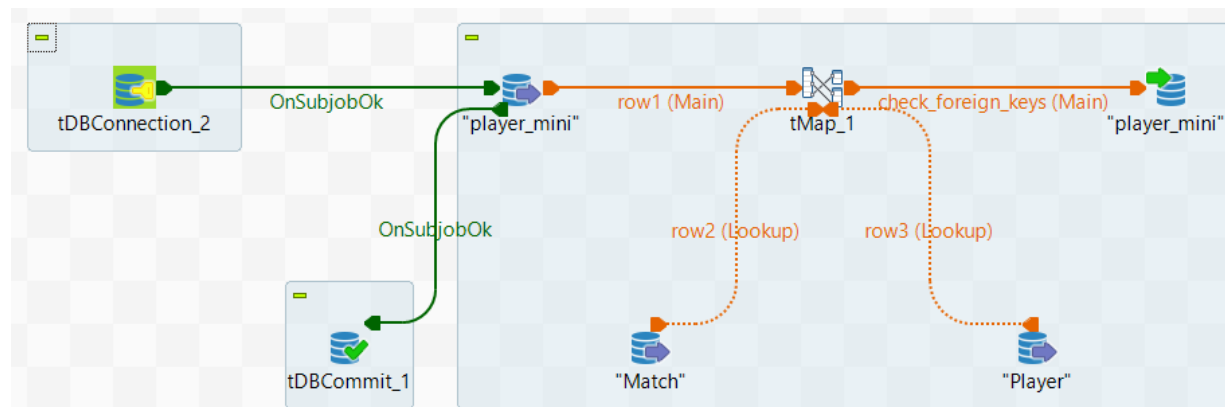 OnSubjobOk
row1 (Main)
check_foreign_keys (Main)
tDBConnection_2
"player_mini"
tMap_1
"player_mini"
OnSubjobOk
row2 (Lookup)
row3 (Lookup)
tDBCommit_1
"Match"
"Player"